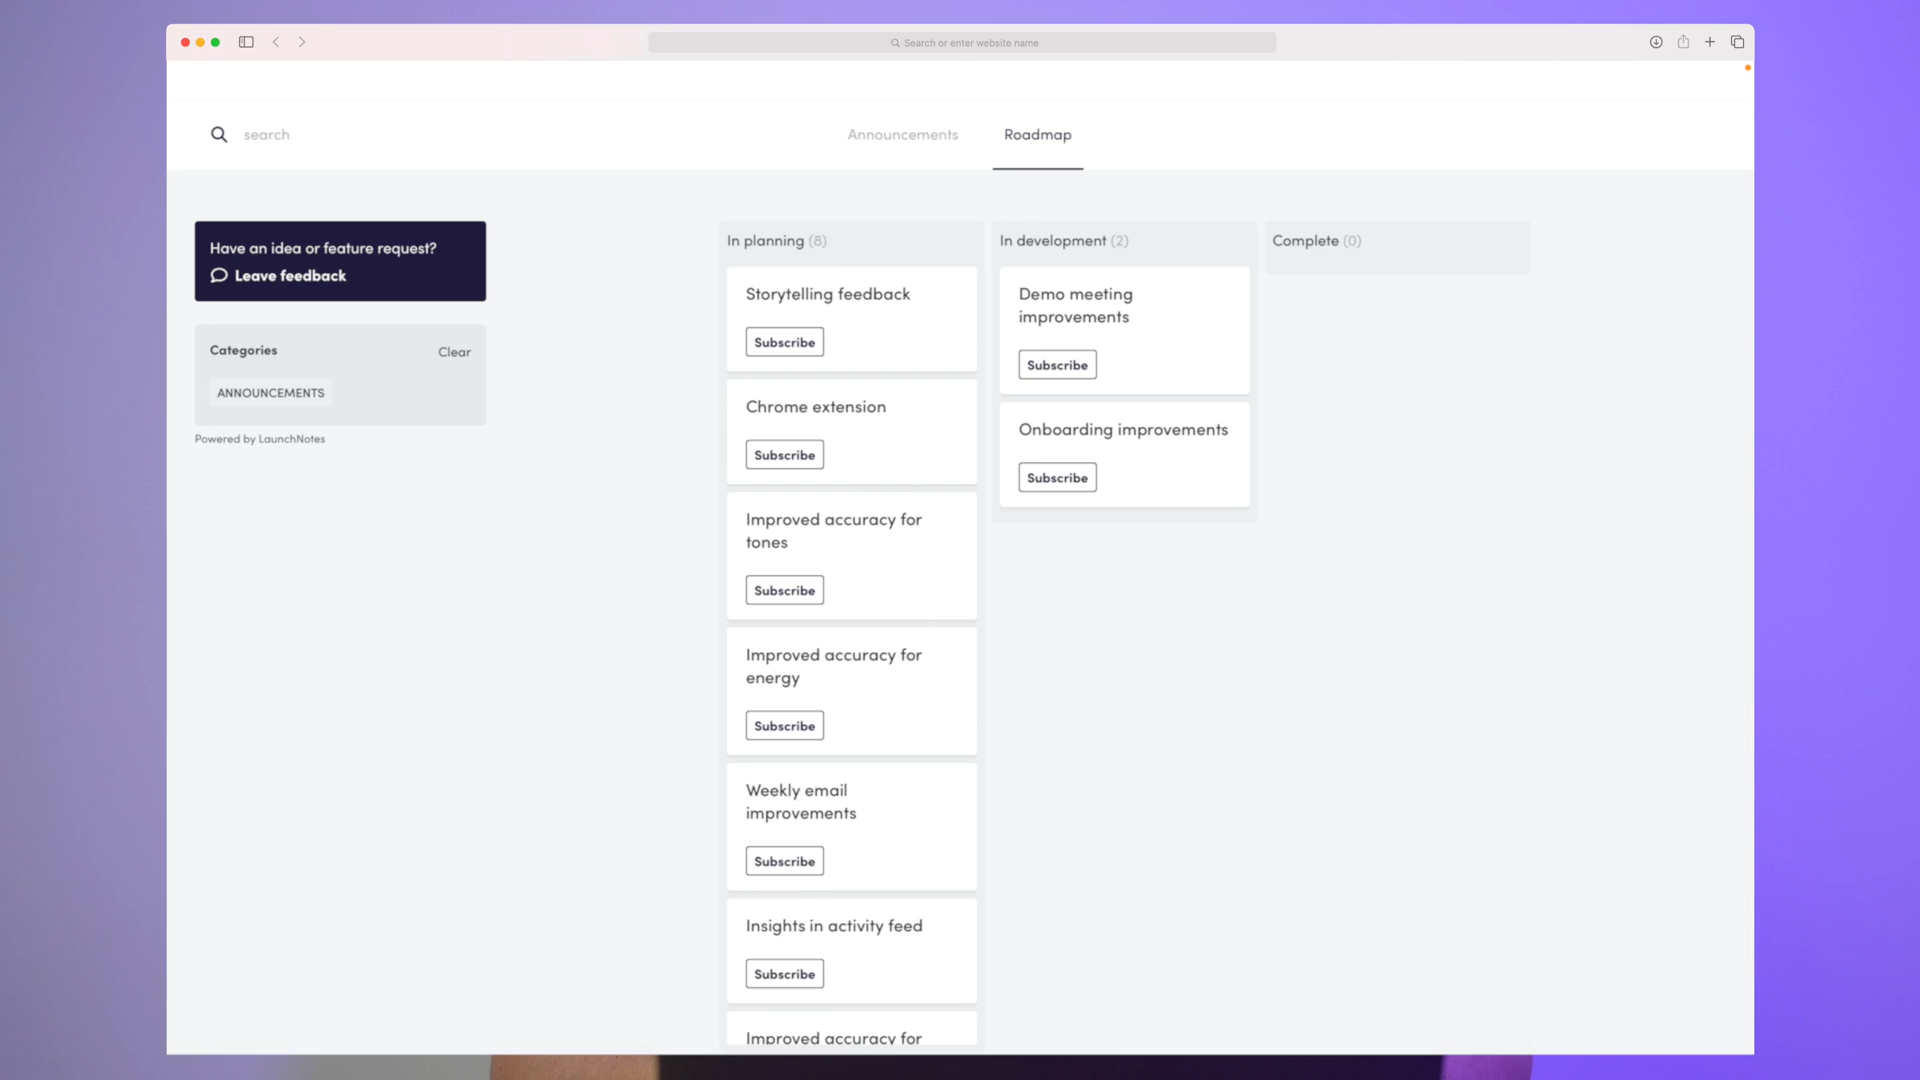 Search or enter website name
search
Announcements
Roadmap
Have an idea or feature request?
Leave feedback
Categories
Clear
ANNOUNCEMENTS
Powered by LaunchNotes
In planning (8)
Storytelling feedback
Subscribe
Chrome extension
Subscribe
Improved accuracy for
tones
Subscribe
Improved accuracy for
energy
Subscribe
Weekly email
improvements
Subscribe
Insights in activity feed
Subscribe
Improved accuracy for
In development (2)
Demo meeting
improvements
Subscribe
Onboarding improvements
Subscribe
Complete (0)